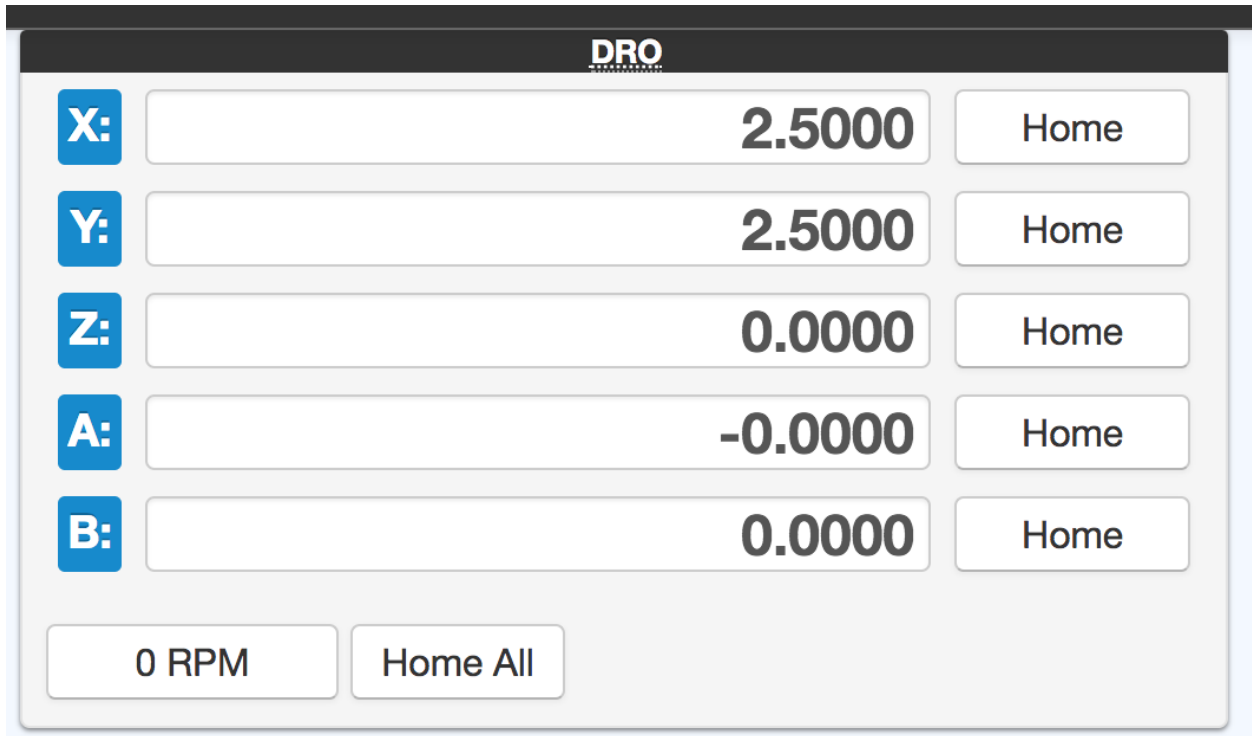 DRO
X: 2.5000 Home
Y: 2.5000 Home
Z: 0.0000 Home
A: -0.0000 Home
B: 0.0000 Home
0 RPM Home All